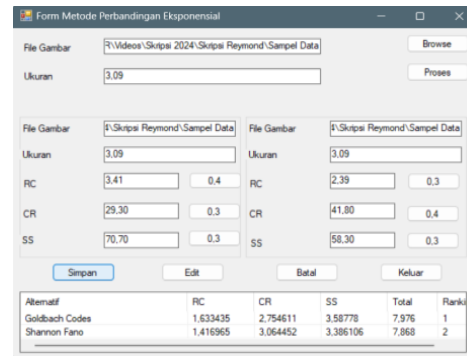 Form Metode Perbandingan Eksponensial
File Gambar R\Videos\Skripsi 2024\Skripsi Reymond\Sampel Data Browse
Ukuran 3,09 Proses
File Gambar \Skripsi Reymond\Sampel Data File Gambar \Skripsi Reymond\Sampel Data
Ukuran 3,09 Ukuran 3,09
RC 3,41 0,4 RC 2,39 0,3
CR 29,30 0,3 CR 41,80 0,4
SS 70,70 0,3 SS 58,30 0,3
Simpan Edit Batal Keluar
Alternatif RC CR SS Total Ranki
Goldbach Codes 1,633435 2,754611 3,58778 7,976 1
Shannon Fano 1,416965 3,064452 3,386106 7,868 2